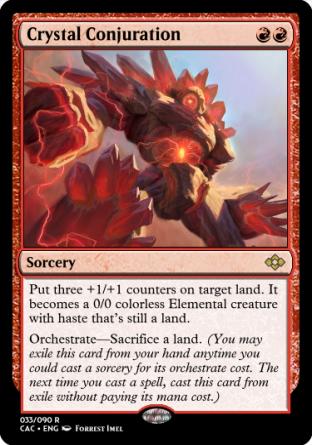 Crystal Conjuration
Sorcery
Put three +1/+1 counters on target land. It
becomes a 0/0 colorless Elemental creature
with haste that's still a land.
Orchestrate—Sacrifice a land. (You may
exile this card from your hand anytime you
could cast a sorcery for its orchestrate cost. The
next time you cast a spell, cast this card from
exile without paying its mana cost.)
033/090 R
CAC • ENG Forrest Imel